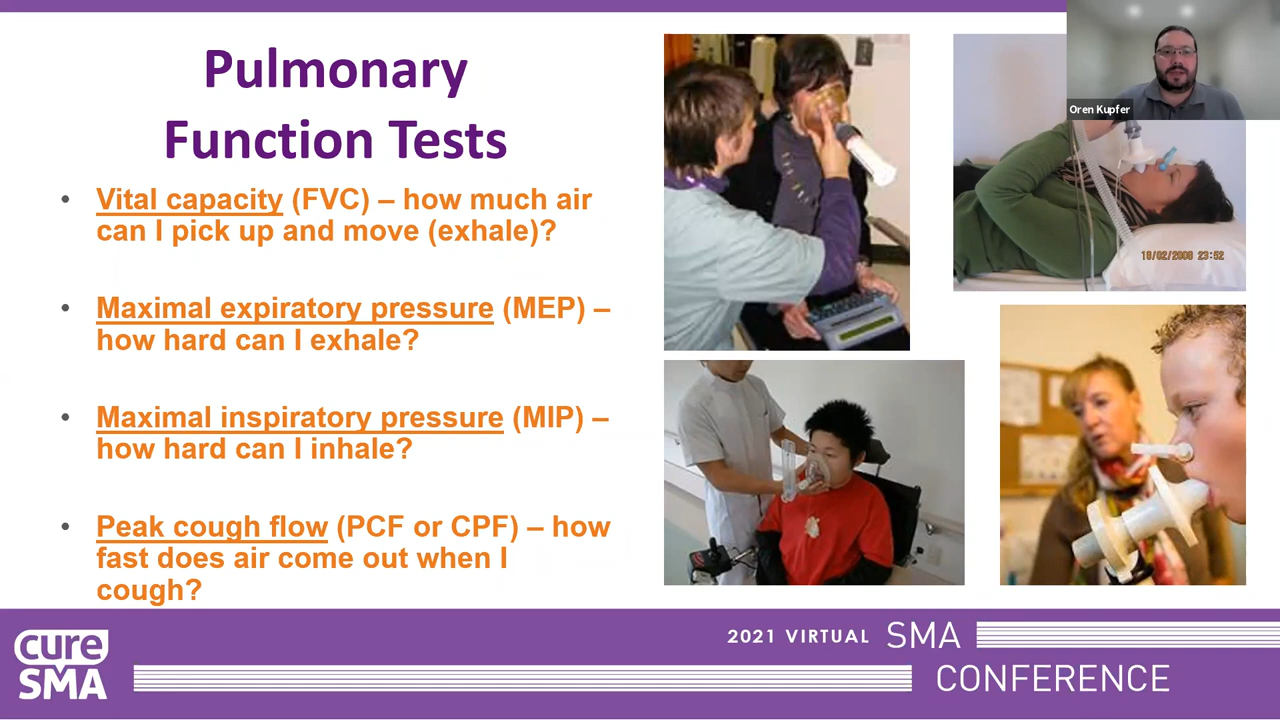 Pulmonary
Function Tests
• Vital capacity (FVC) – how much air
can I pick up and move (exhale)?
• Maximal expiratory pressure (MEP) –
how hard can I exhale?
• Maximal inspiratory pressure (MIP) –
how hard can I inhale?
• Peak cough flow (PCF or CPF) – how
fast does air come out when I
cough?
Oren Kupfer
18/02/2008 23:52
cure
SMA
2021 VIRTUAL SMA
CONFERENCE